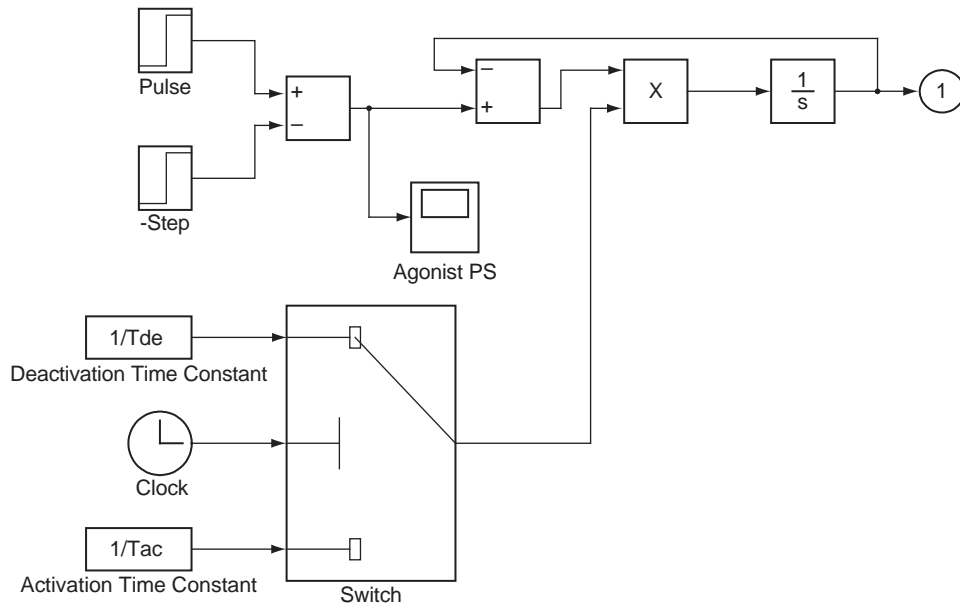 Pulse
+
−
-Step
−
+
X
1
s
1
Agonist PS
1/Tde
Deactivation Time Constant
Clock
1/Tac
Activation Time Constant
Switch